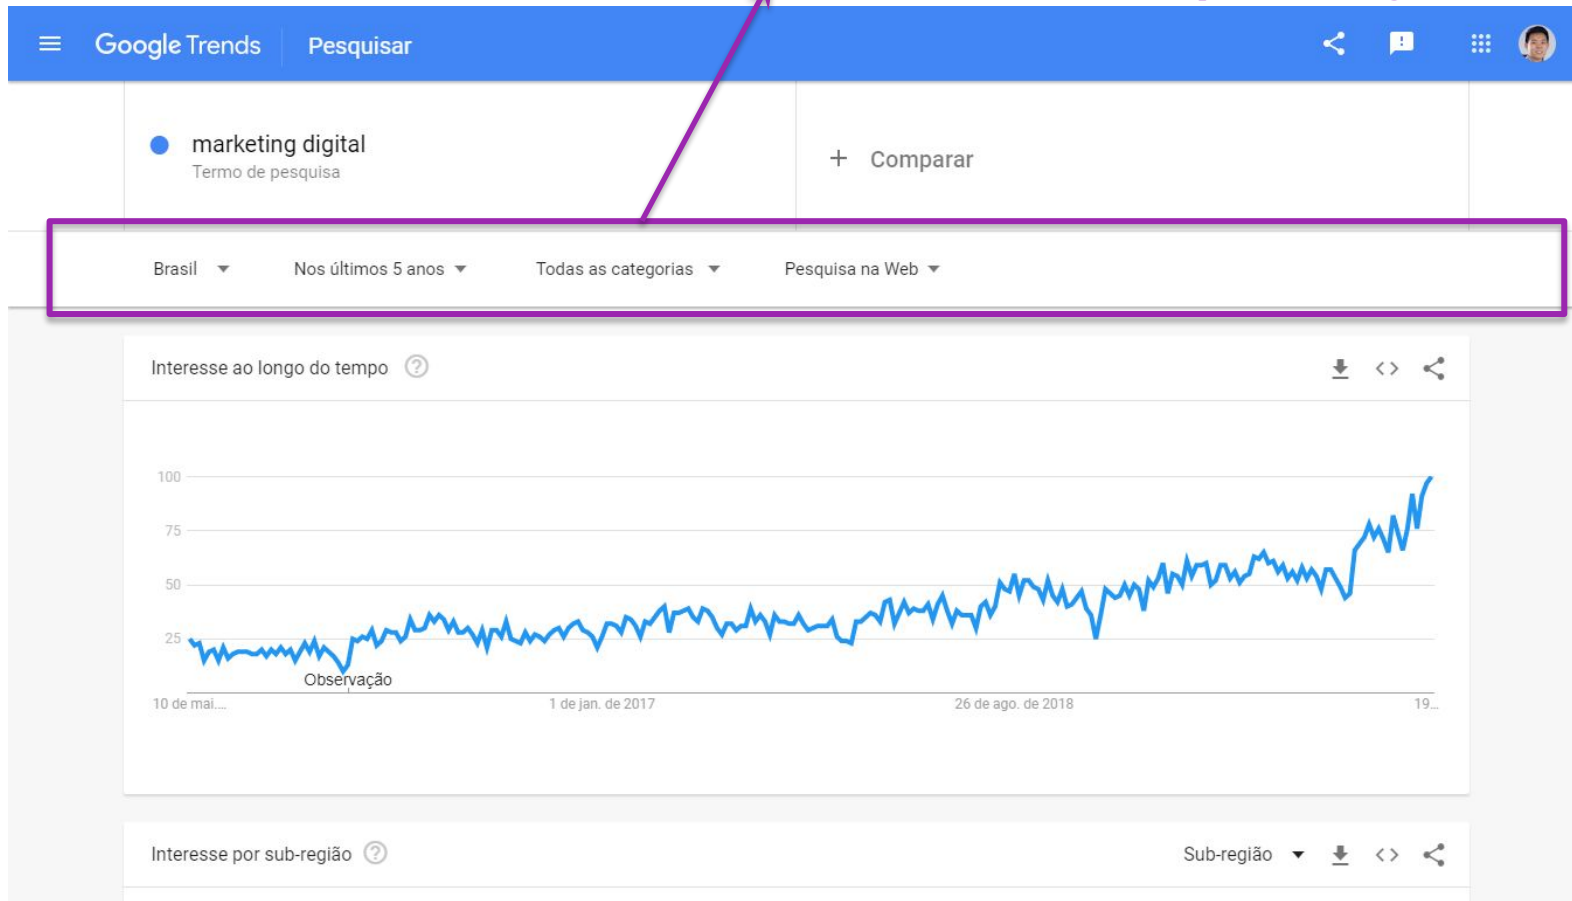 Google Trends Pesquisar
marketing digital
Termo de pesquisa
+ Comparar
Brasil Nos últimos 5 anos Todas as categorias Pesquisa na Web
Interesse ao longo do tempo ?
100
75
50
25
Observação
10 de mai.... 1 de jan. de 2017 26 de ago. de 2018 19...
Interesse por sub-região ? Sub-região